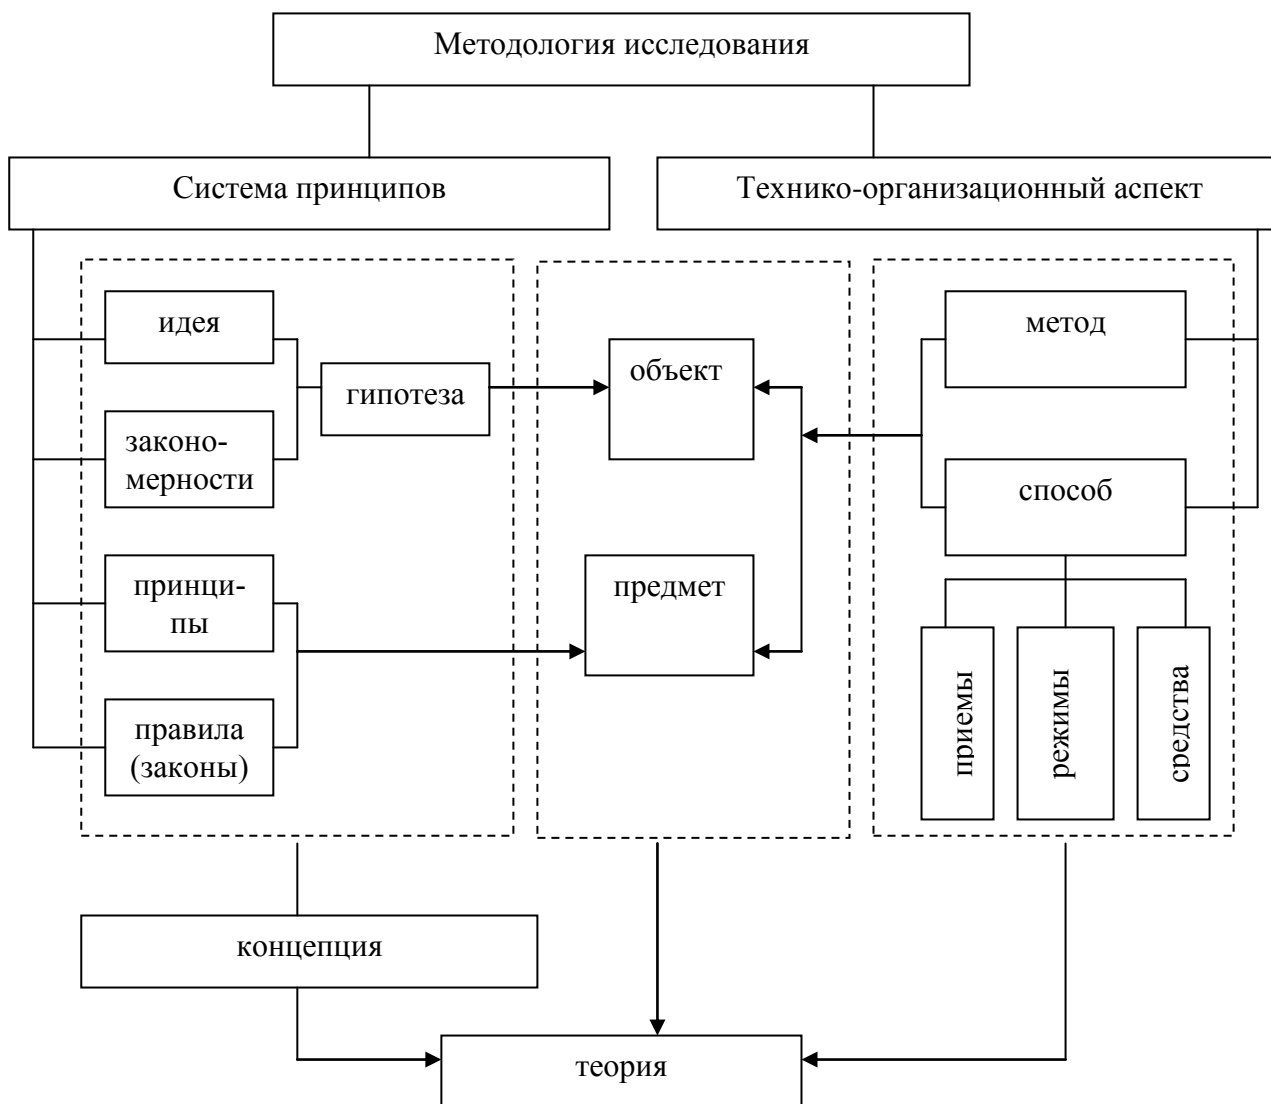 Методология исследования
Система принципов
Технико-организационный аспект
идея
законо-
мерности
гипотеза
принци-
пы
правила
(законы)
объект
предмет
метод
способ
приемы
режимы
средства
концепция
теория